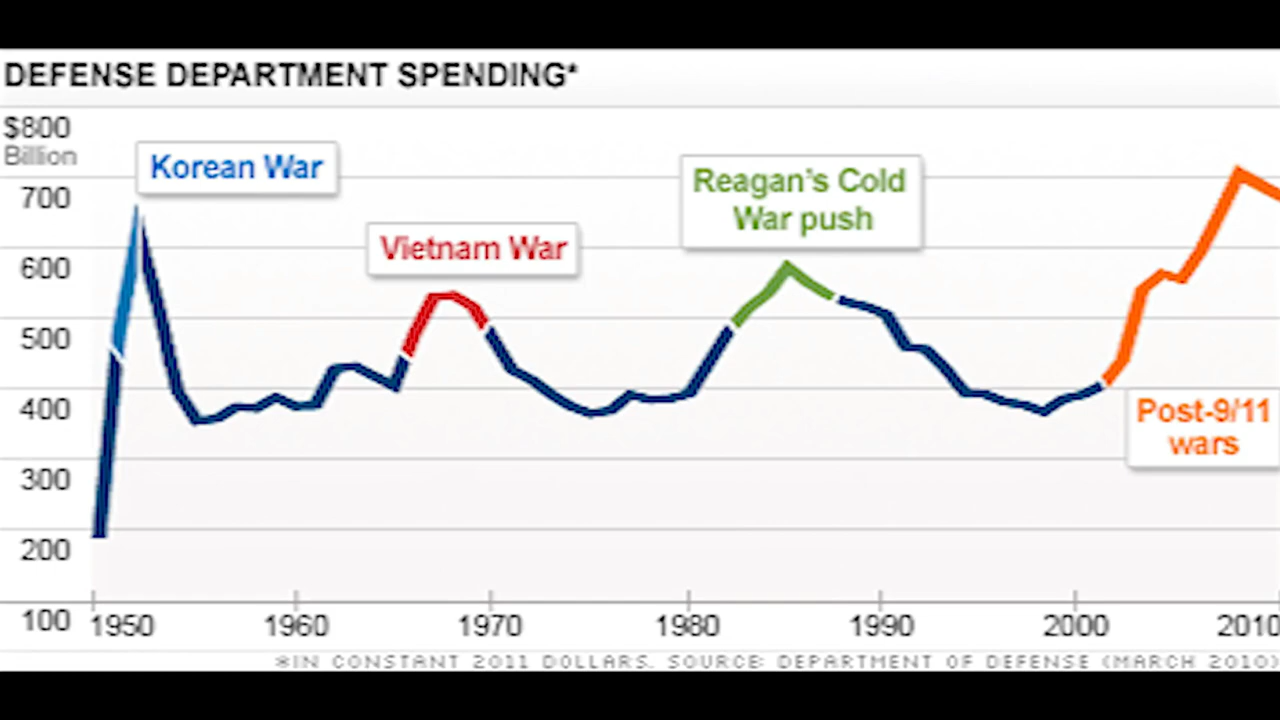 DEFENSE DEPARTMENT SPENDING*
$800
Billion
Korean War
Reagan's Cold
War push
700
Vietnam War
600
500
400
Post-9/11
wars
300
200
100
1950 1960 1970 1980 1990 2000 2010
*IN CONSTANT 2011 DOLLARS. SOURCE: DEPARTMENT OF DEFENSE (MARCH 2010)